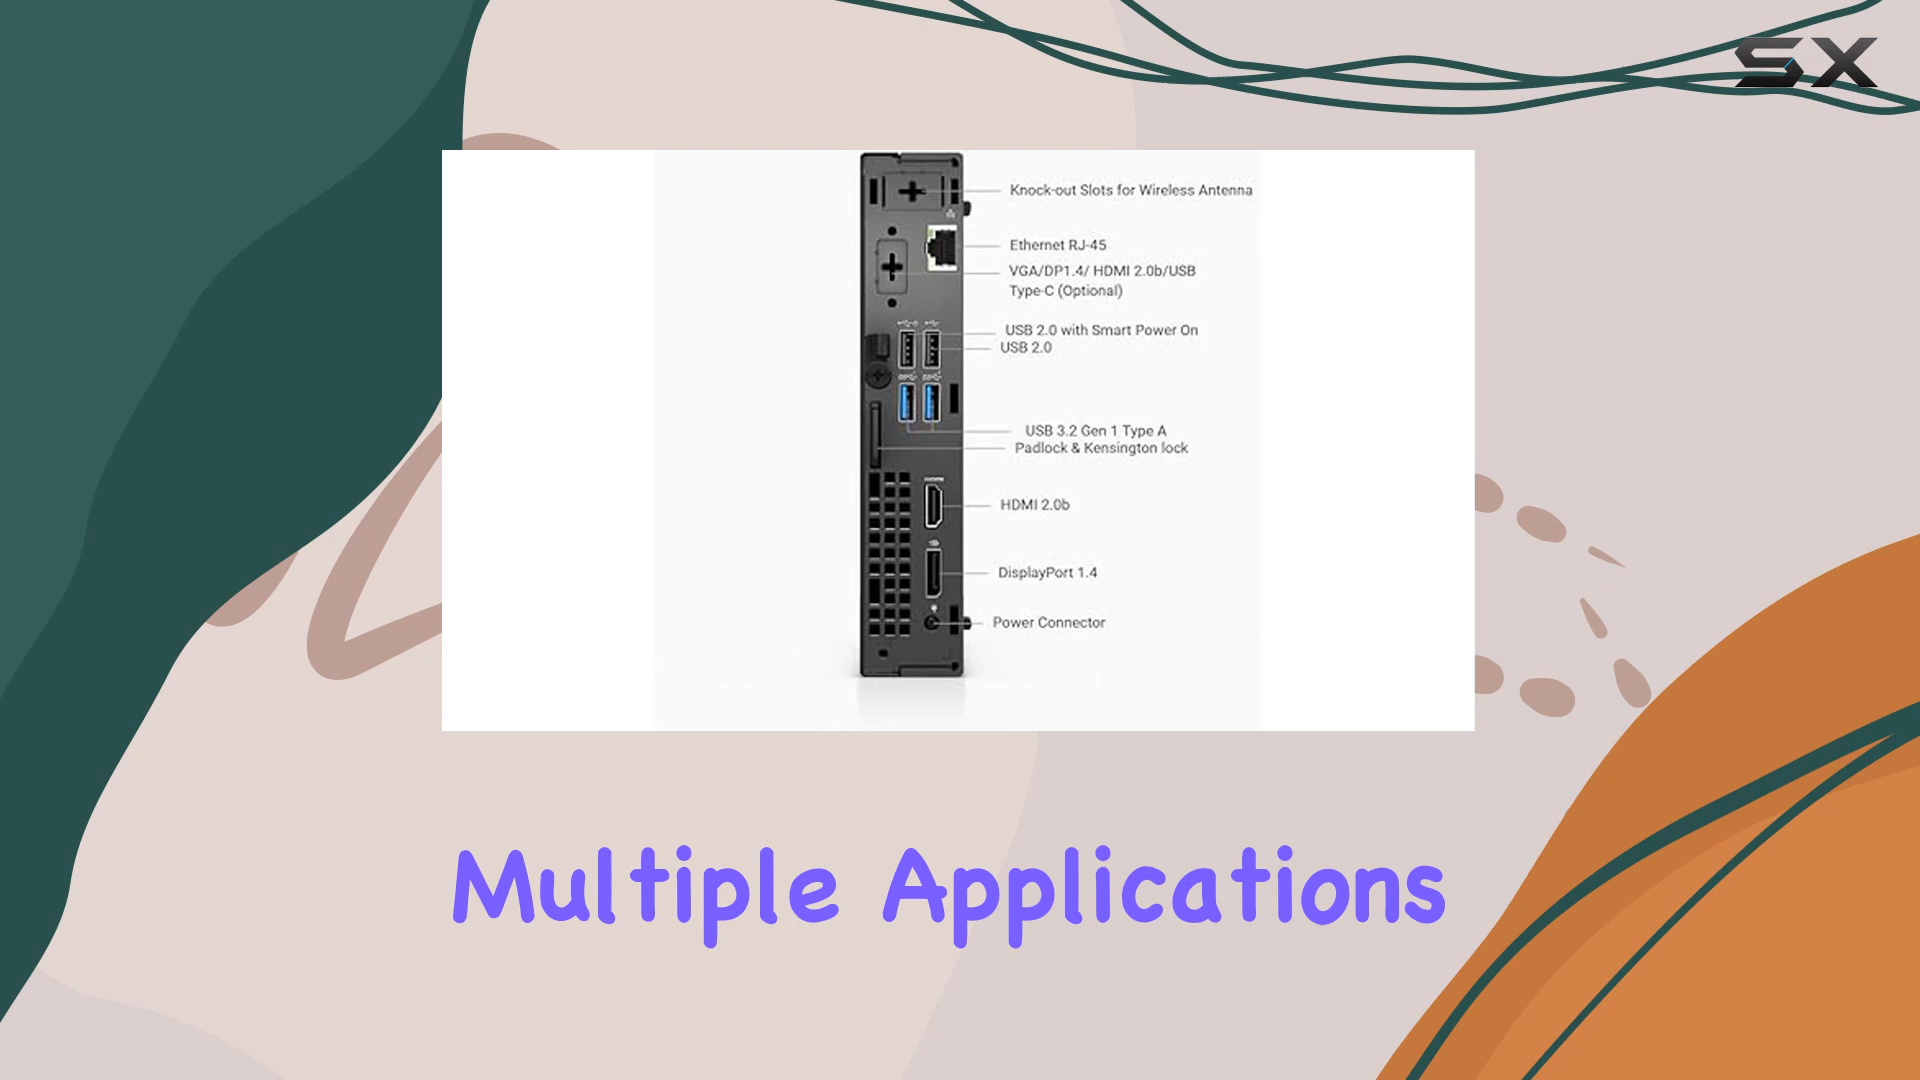 SX
Knock-out Slots for Wireless Antenna
Ethernet RJ-45
VGA/DP1.4/ HDMI 2.0b/USB
Type-C (Optional)
USB 2.0 with Smart Power On
USB 2.0
USB 3.2 Gen 1 Type A
Padlock & Kensington lock
HDMI 2.0b
DisplayPort 1.4
Power Connector
Multiple Applications